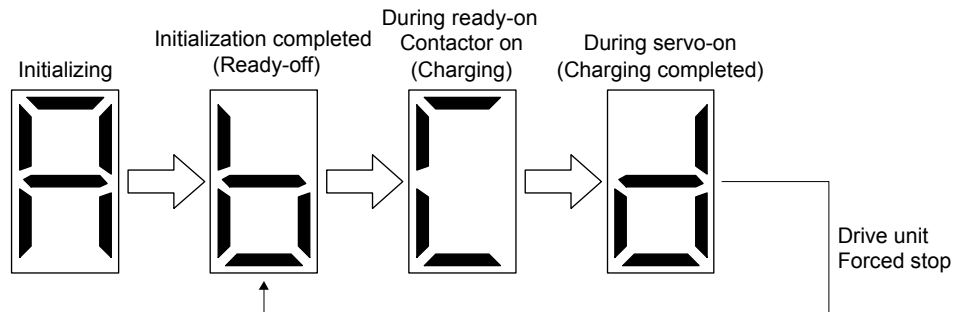 Initializing
Initialization completed
(Ready-off)
During ready-on
Contactor on
(Charging)
During servo-on
(Charging completed)
A
b
C
d
Drive unit
Forced stop